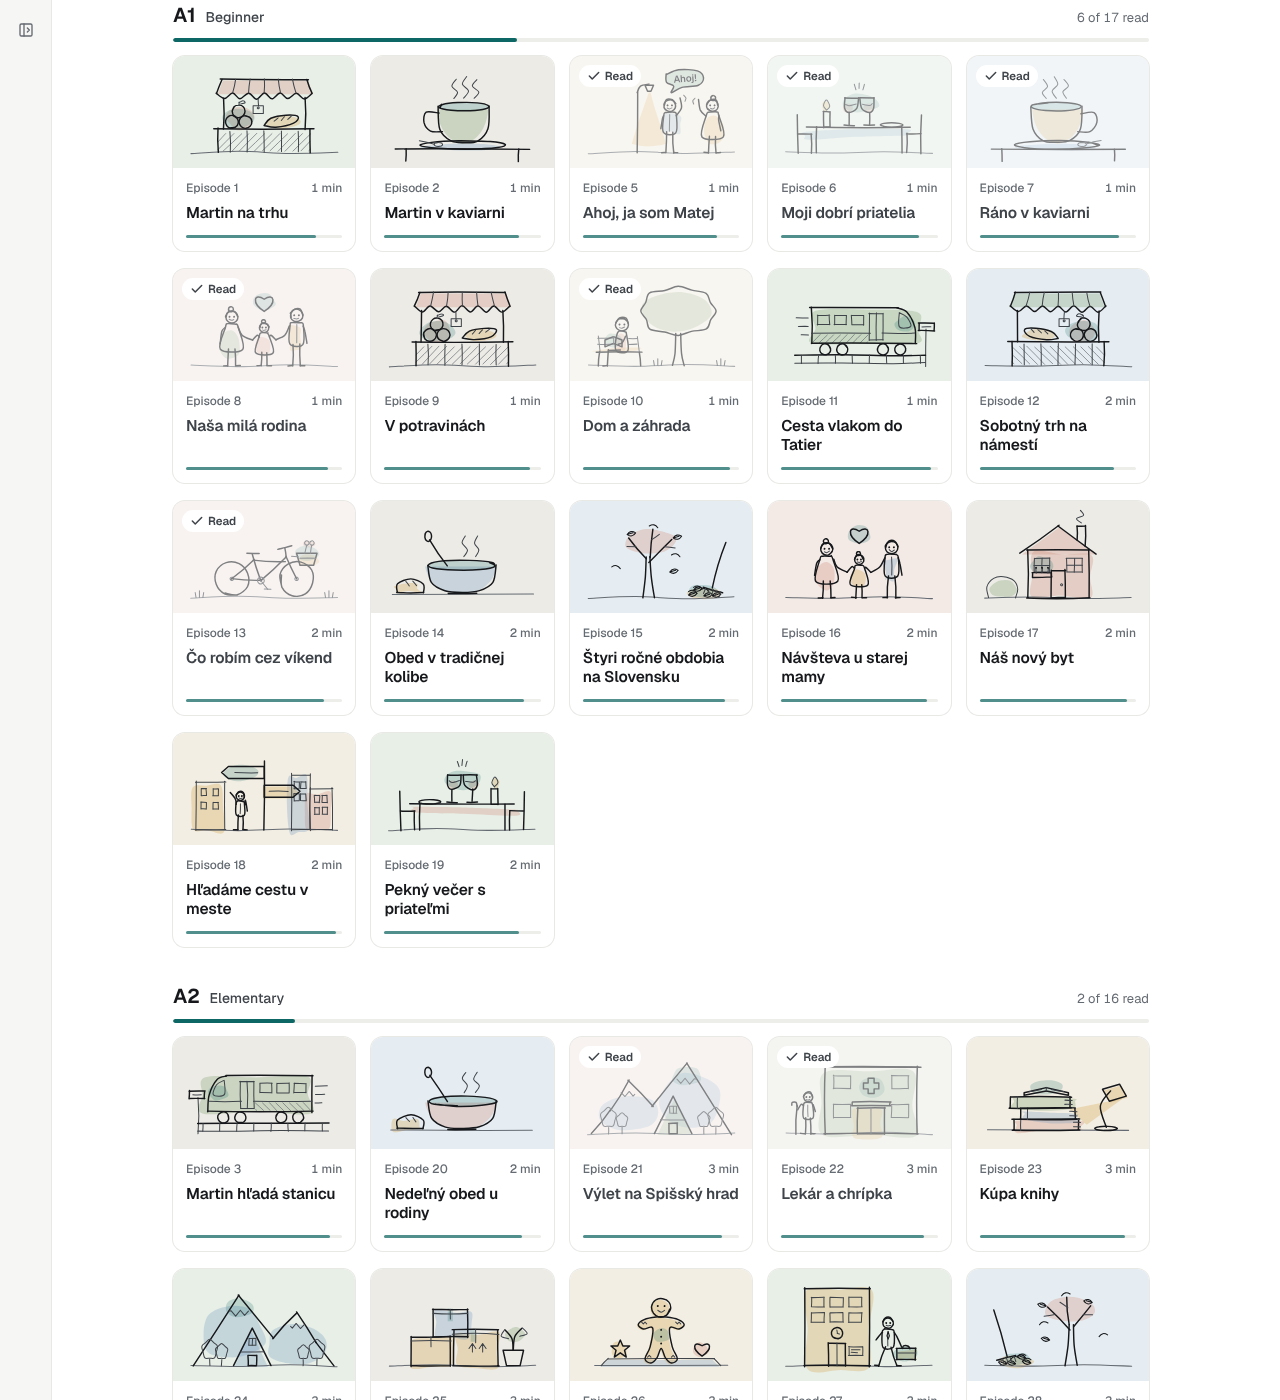 A1 Beginner 6 of 17 read
Read
Ahoj!
Read
Read
Episode 1 1 min
Martin na trhu
Episode 2 1 min
Martin v kaviarni
Episode 5 1 min
Ahoj, ja som Matej
Episode 6 1 min
Moji dobrí priatelia
Episode 7 1 min
Ráno v kaviarni
Read
Episode 8 1 min
Naša milá rodina
Episode 9 1 min
V potravinách
Read
Episode 10 1 min
Dom a záhrada
Episode 11 1 min
Cesta vlakom do
Tatier
Episode 12 2 min
Sobotný trh na
námestí
Read
Episode 13 2 min
Čo robím cez víkend
Episode 14 2 min
Obed v tradičnej
kolibe
Episode 15 2 min
Štyri ročné obdobia
na Slovensku
Episode 16 2 min
Návšteva u starej
mamy
Episode 17 2 min
Náš nový byt
Episode 18 2 min
Hľadáme cestu v
meste
Episode 19 2 min
Pekný večer s
priateľmi
A2 Elementary 2 of 16 read
Episode 3 1 min
Martin hľadá stanicu
Episode 20 2 min
Nedeľný obed u
rodiny
Read
Episode 21 3 min
Výlet na Spišský hrad
Read
Episode 22 3 min
Lekár a chrípka
Episode 23 3 min
Kúpa knihy